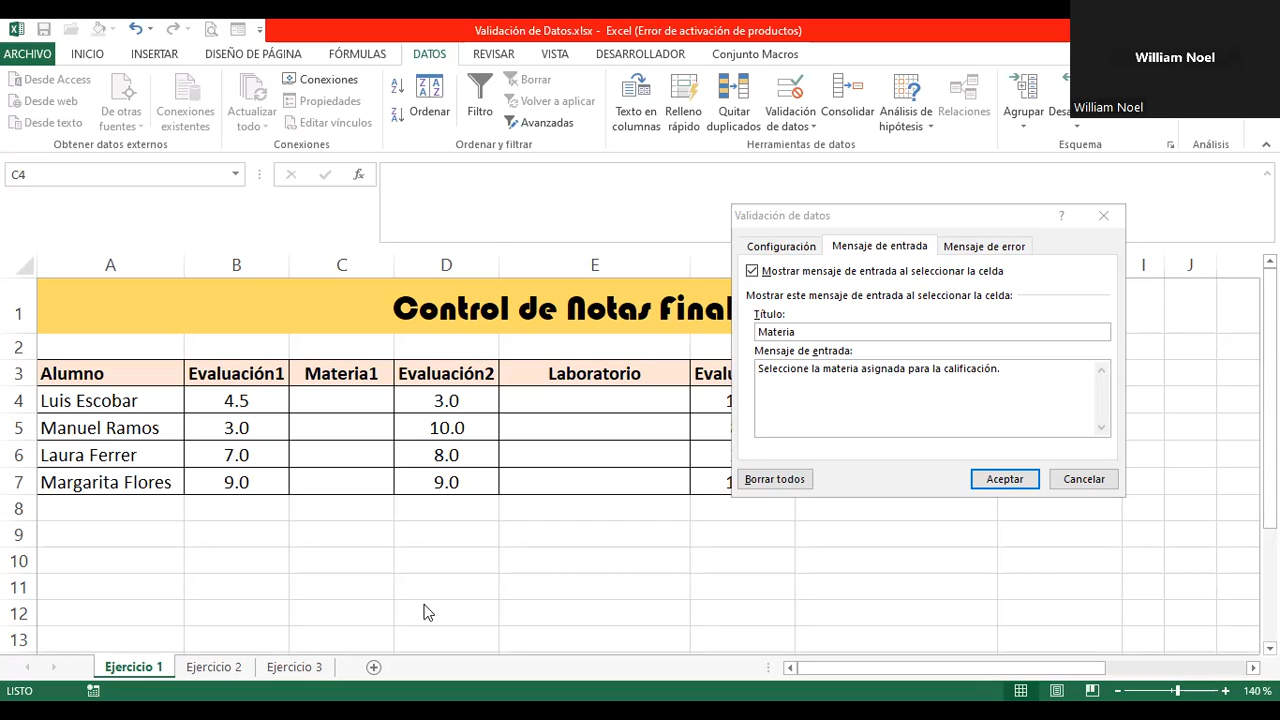 Validación de Datos.xlsx - Excel (Error de activación de productos)
William Noel
William Noel
ARCHIVO INICIO INSERTAR DISEÑO DE PÁGINA FÓRMULAS DATOS REVISAR VISTA DESARROLLADOR Conjunto Macros
Desde Access
Desde web
Desde texto
De otras fuentes
Conexiones existentes
Obtener datos externos
Actualizar todo
Conexiones
Propiedades
Editar vínculos
Conexiones
Ordenar
Filtro
Borrar
Volver a aplicar
Avanzadas
Ordenar y filtrar
Texto en columnas
Relleno rápido
Quitar duplicados
Validación de datos
Consolidar
Análisis de hipótesis
Relaciones
Herramientas de datos
Agrupar
Esquema
Análisis
C4
fx
Validación de datos ?
Configuración Mensaje de entrada Mensaje de error
Mostrar mensaje de entrada al seleccionar la celda
Mostrar este mensaje de entrada al seleccionar la celda:
Título:
Materia
Mensaje de entrada:
Seleccione la materia asignada para la calificación.
Borrar todos Aceptar Cancelar
A B C D E I J
1 Control de Notas Final
2
3 Alumno Evaluación1 Materia1 Evaluación2 Laboratorio
4 Luis Escobar 4.5 3.0
5 Manuel Ramos 3.0 10.0
6 Laura Ferrer 7.0 8.0
7 Margarita Flores 9.0 9.0
8
9
10
11
12
13
Ejercicio 1 Ejercicio 2 Ejercicio 3
LISTO 140 %